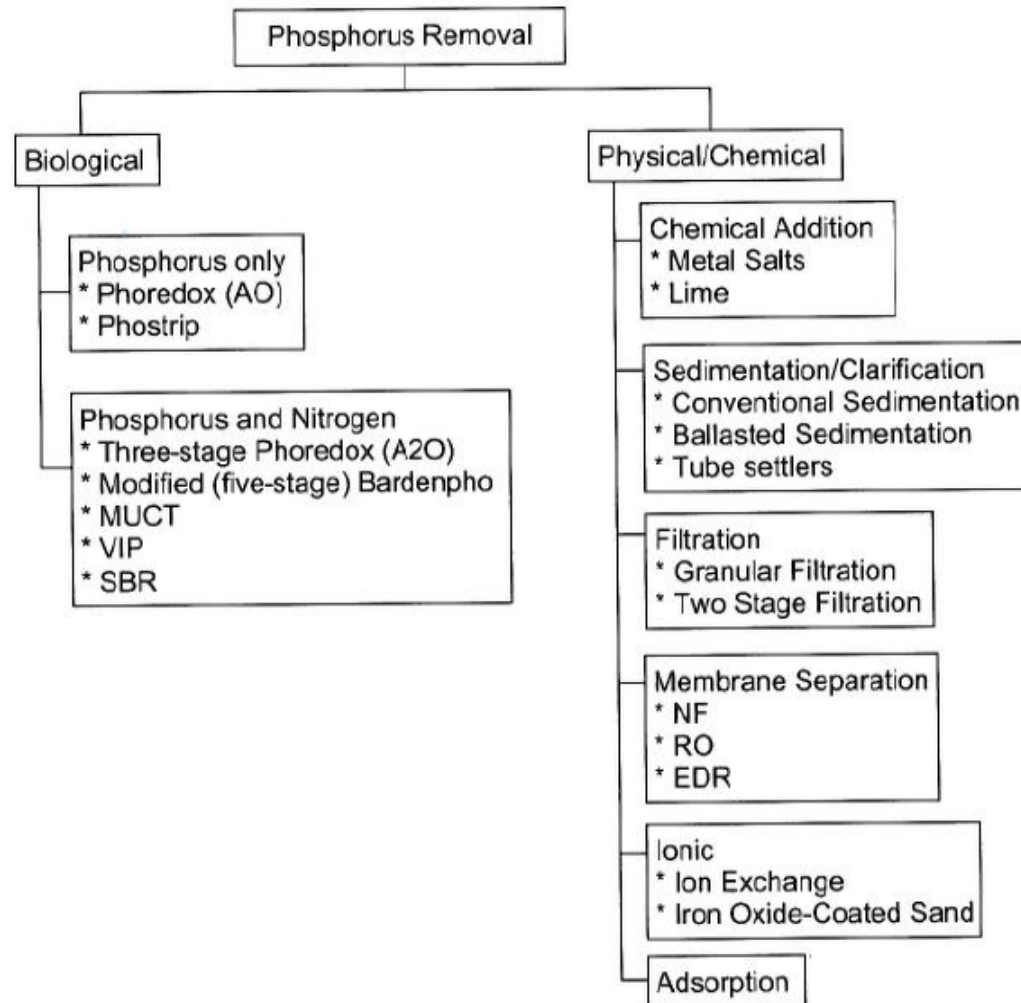 Phosphorus Removal
Biological
Phosphorus only
* Phoredox (AO)
* Phostrip
Phosphorus and Nitrogen
* Three-stage Phoredox (A2O)
* Modified (five-stage) Bardenpho
* MUCT
* VIP
* SBR
Physical/Chemical
Chemical Addition
* Metal Salts
* Lime
Sedimentation/Clarification
* Conventional Sedimentation
* Ballasted Sedimentation
* Tube settlers
Filtration
* Granular Filtration
* Two Stage Filtration
Membrane Separation
* NF
* RO
* EDR
Ionic
* Ion Exchange
* Iron Oxide-Coated Sand
Adsorption